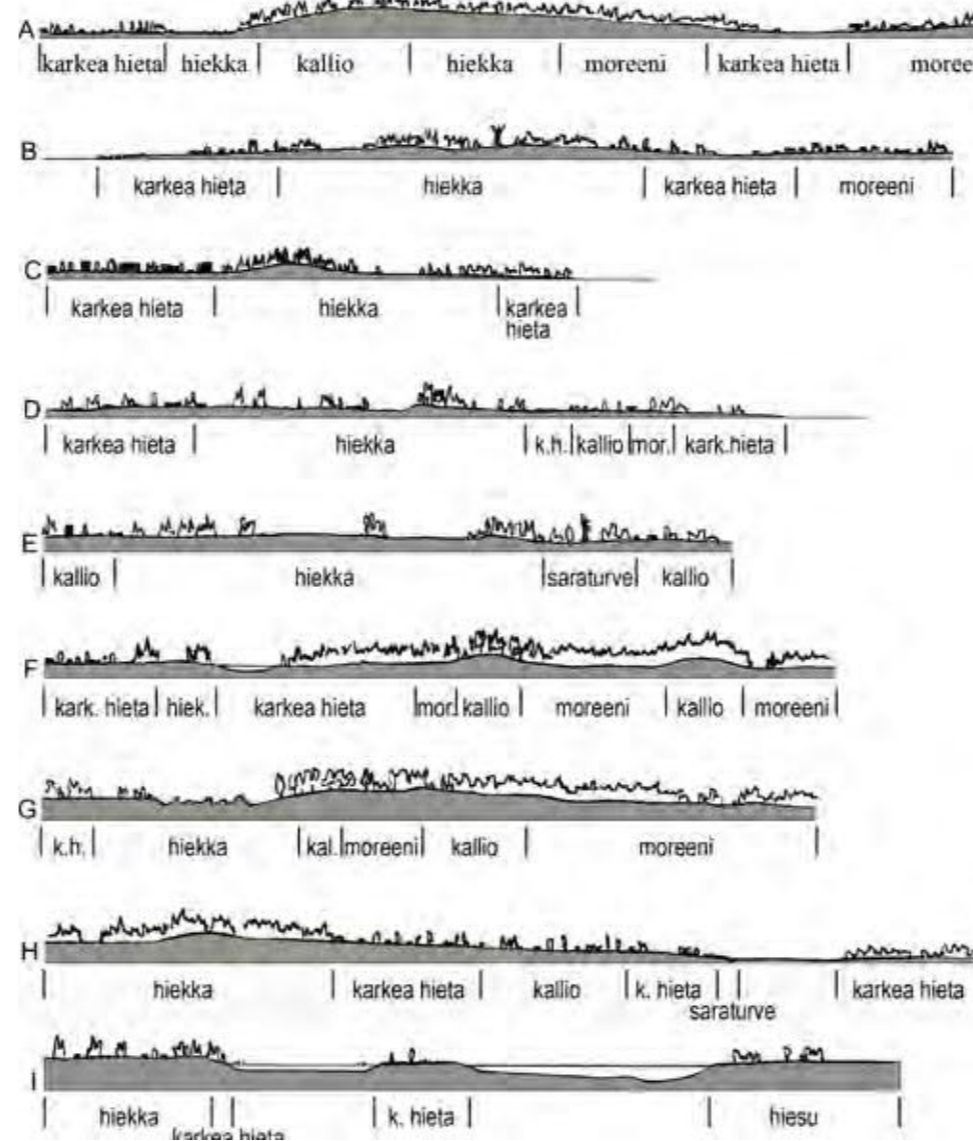 A
karkea hieta hiekka kallio hiekka moreeni karkea hieta moree
B
karkea hieta hiekka karkea hieta moreeni
C
karkea hieta hiekka karkea
hieta
D
karkea hieta hiekka k.h. kallio mor. kark.hieta
E
kallio hiekka saraturve kallio
F
kark. hieta hiek. karkea hieta mor. kallio moreeni kallio moreeni
G
k.h. hiekka kal. moreeni kallio moreeni
H
hiekka karkea hieta kallio k. hieta karkea hieta
saraturve
I
hiekka k. hieta hiesu
karkea hieta